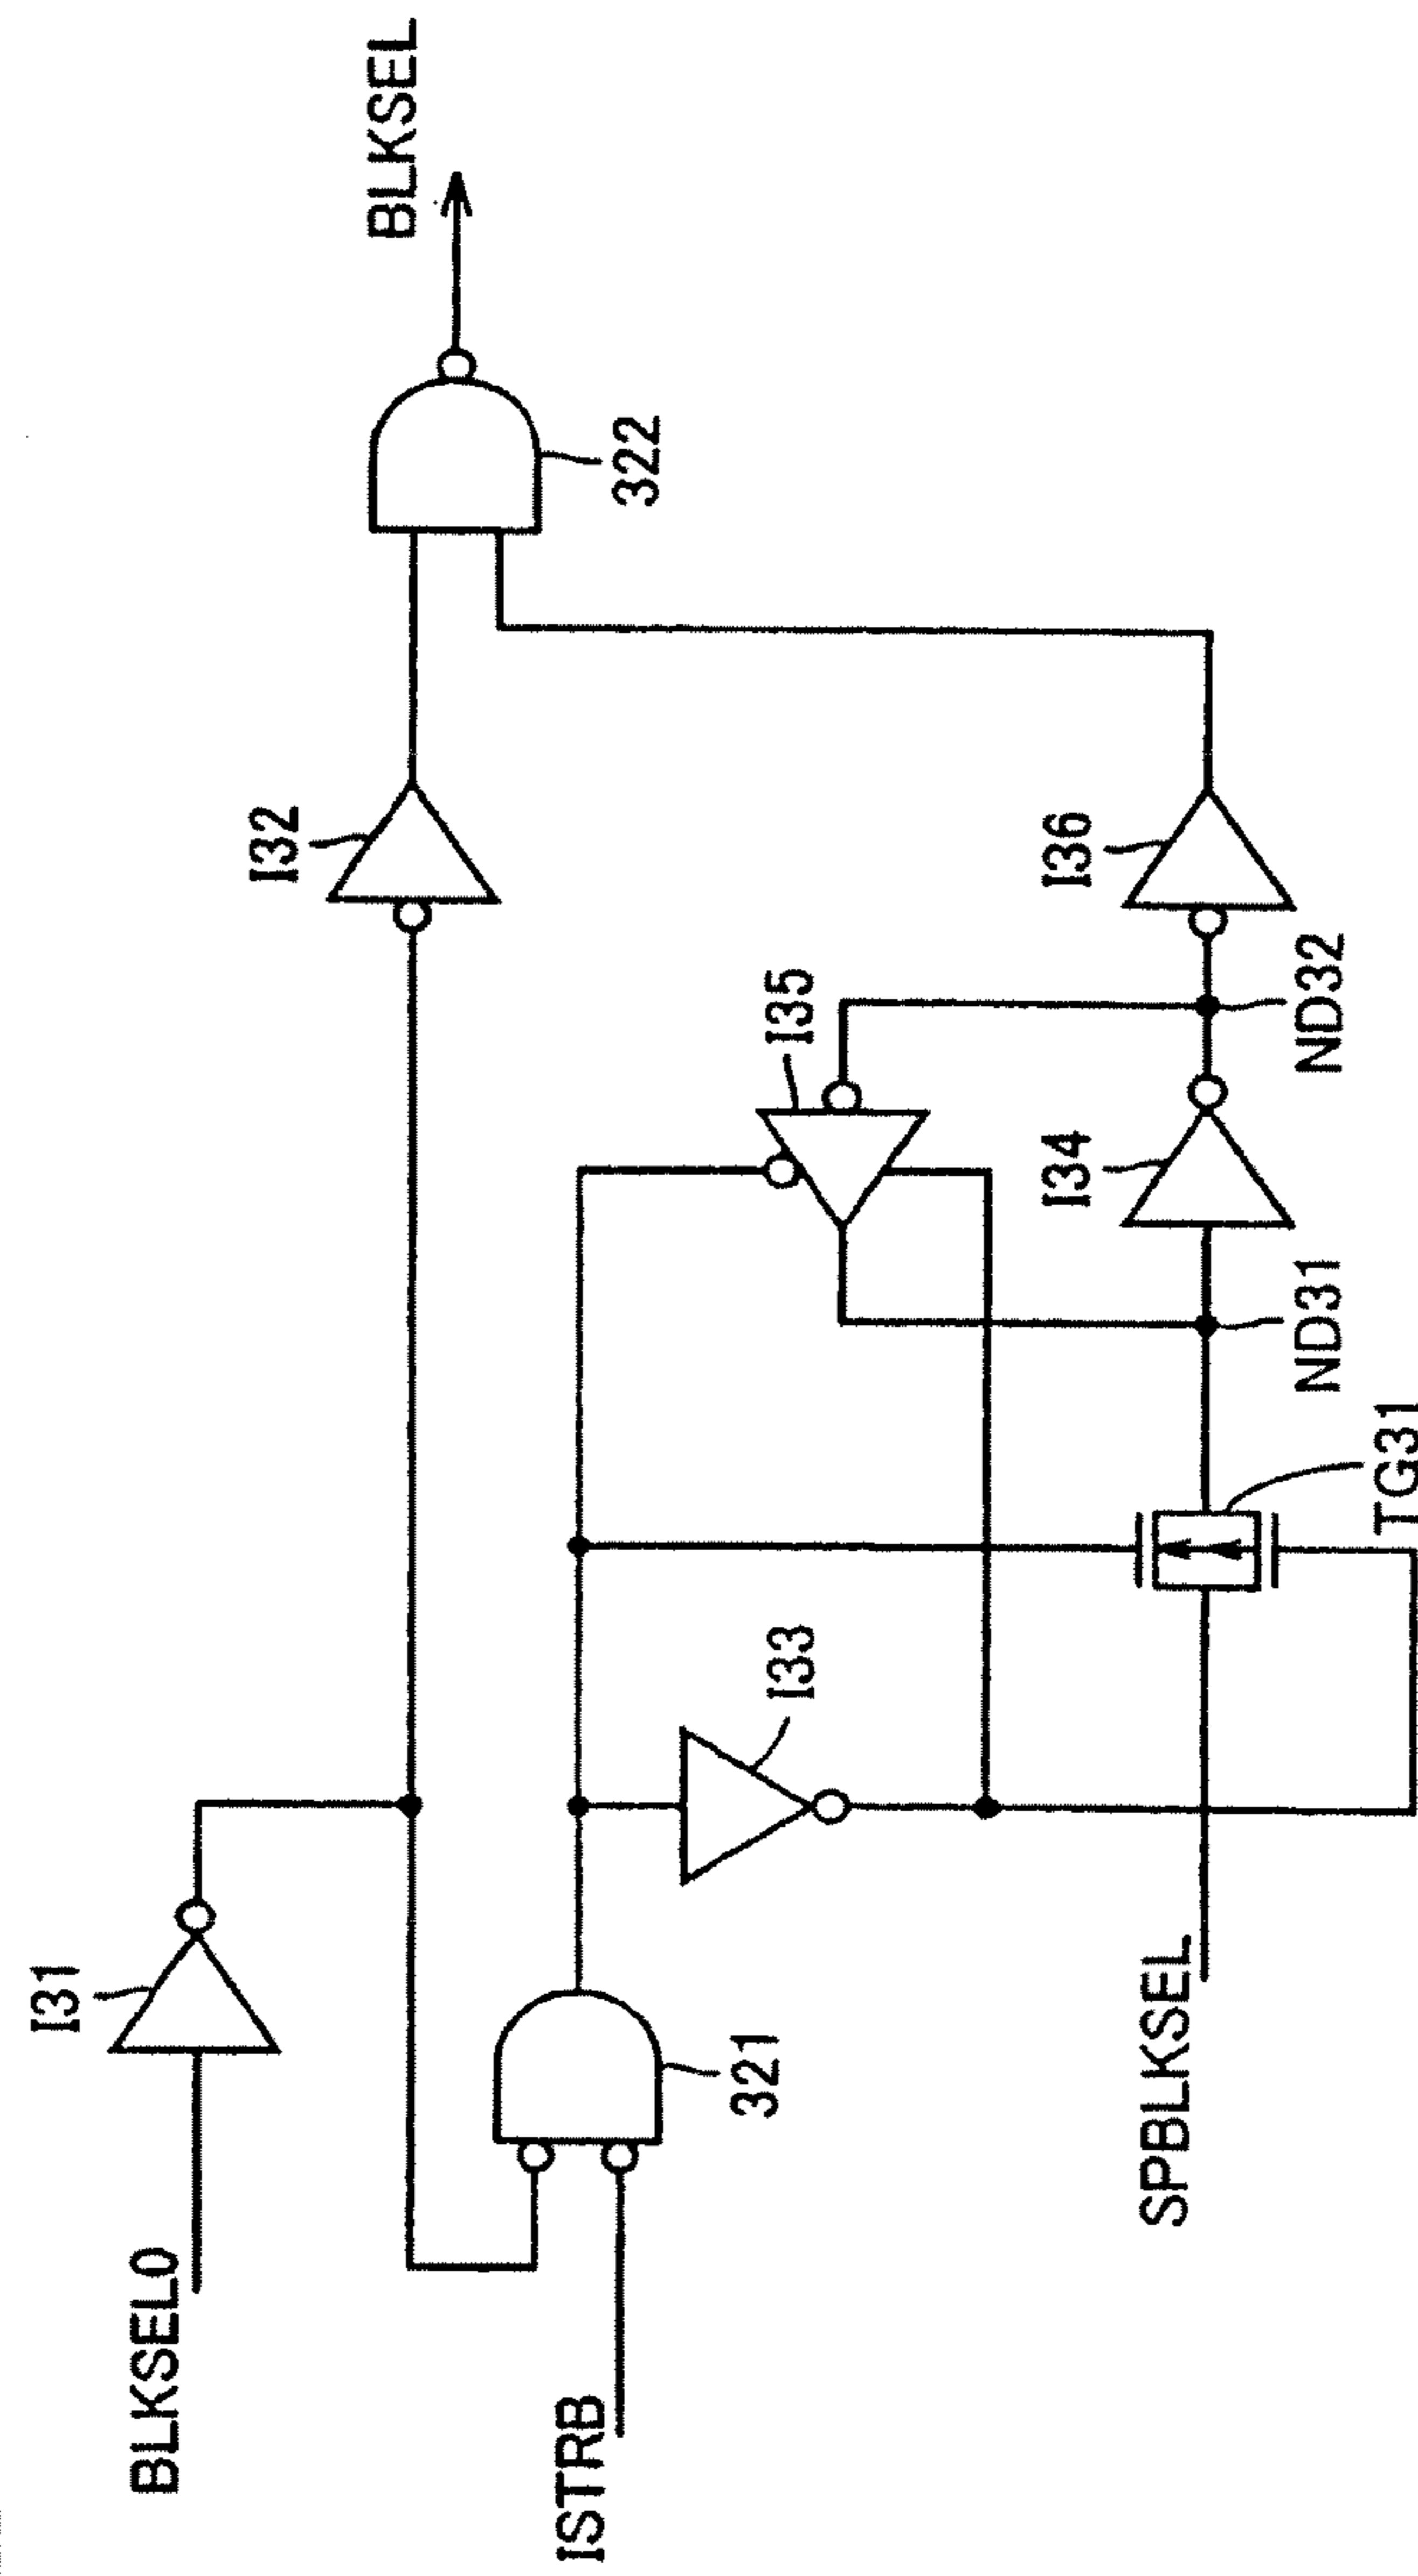 BLKSEL0
I31
ISTRB
321
I33
SPBLKSEL
TG31
ND31
I34
I35
ND32
I36
I32
322
BLKSEL